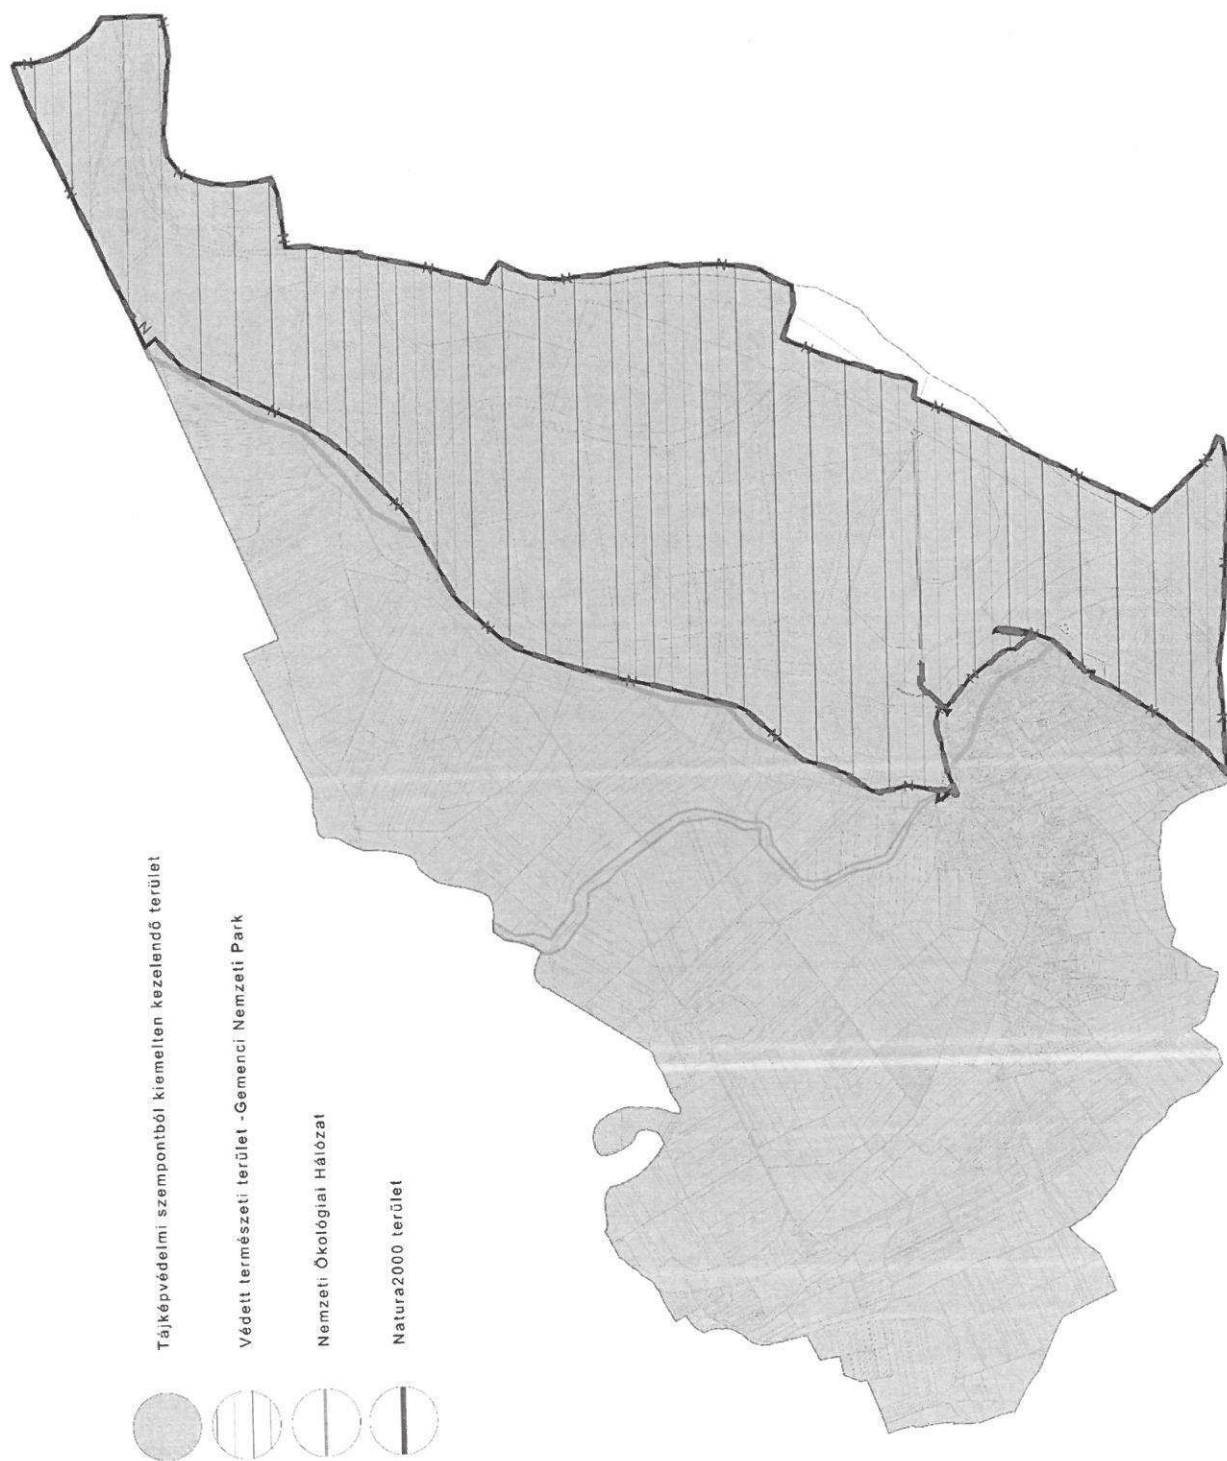 Tájképvédelmi szempontból kiemelten kezelendő terület
Védett természeti terület -Gemenci Nemzeti Park
Nemzeti Ökológiai Hálózat
Natura2000 terület